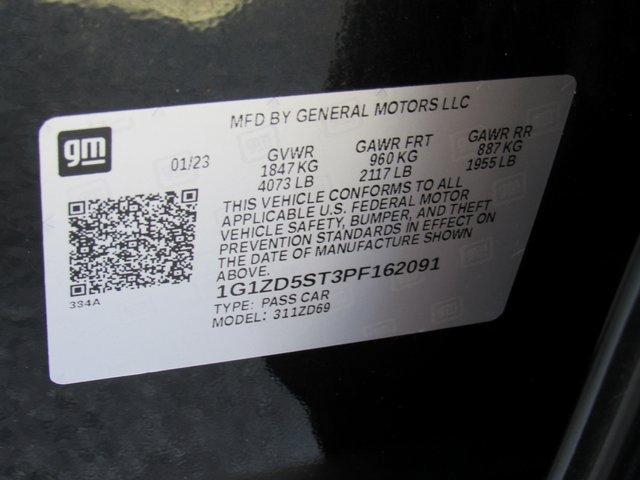 MFD BY GENERAL MOTORS LLC
gm
01/23
GVWR
1847 KG
4073 LB
GAWR FRT
960 KG
2117 LB
GAWR RR
887 KG
1955 LB
THIS VEHICLE CONFORMS TO ALL
APPLICABLE U.S. FEDERAL MOTOR
VEHICLE SAFETY, BUMPER, AND THEFT
PREVENTION STANDARDS IN EFFECT ON
THE DATE OF MANUFACTURE SHOWN
ABOVE.
334A
1G1ZD5ST3PF162091
TYPE: PASS CAR
MODEL: 311ZD69